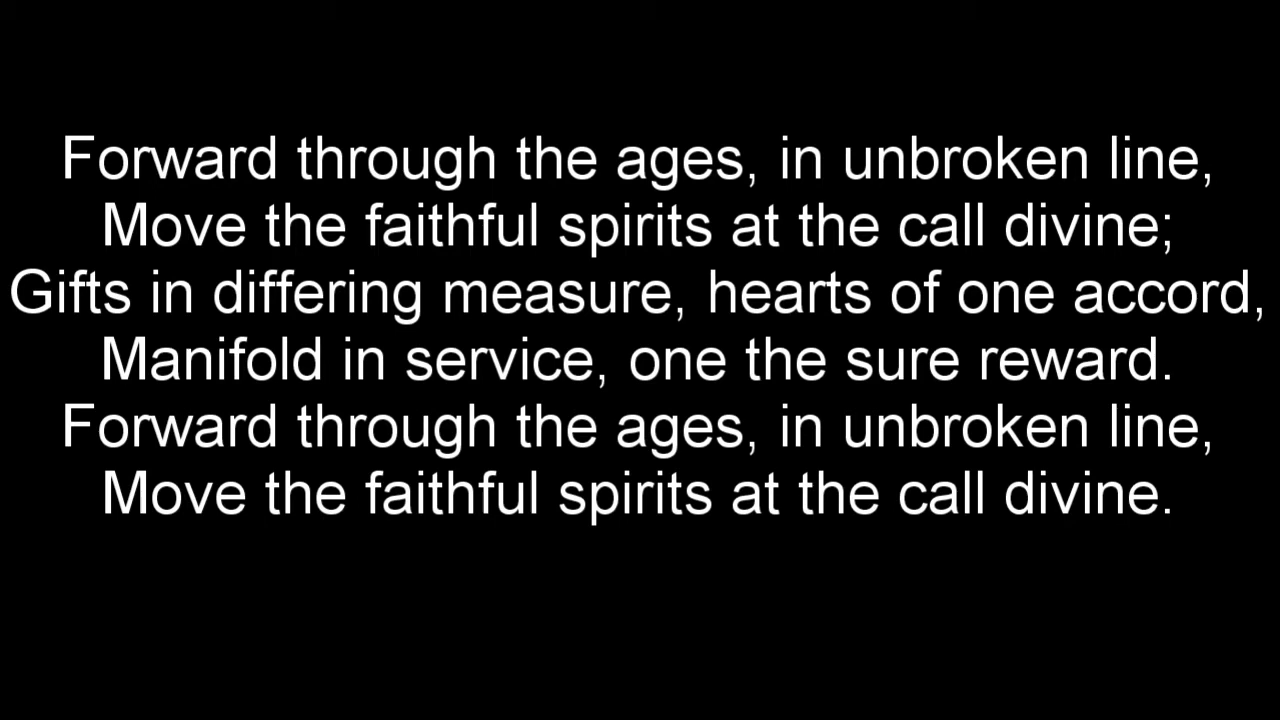 Forward through the ages, in unbroken line,
Move the faithful spirits at the call divine;
Gifts in differing measure, hearts of one accord,
Manifold in service, one the sure reward.
Forward through the ages, in unbroken line,
Move the faithful spirits at the call divine.